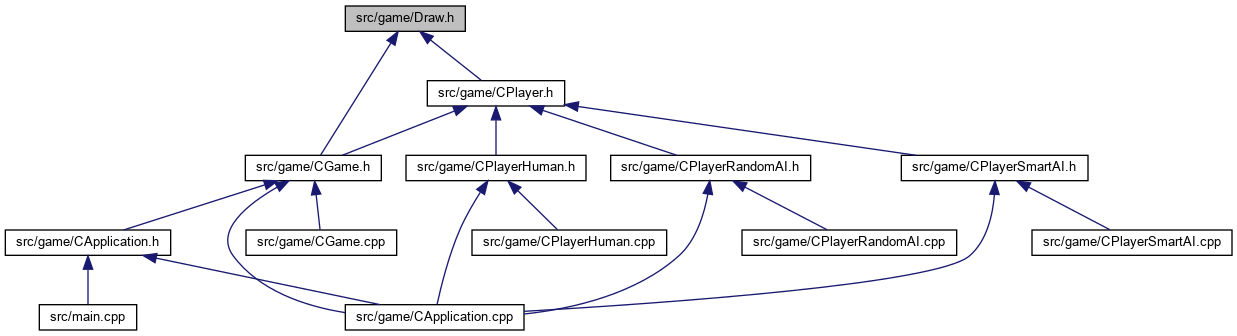 src/game/Draw.h
src/game/CPlayer.h
src/game/CGame.h
src/game/CPlayerHuman.h
src/game/CPlayerRandomAI.h
src/game/CPlayerSmartAI.h
src/game/CApplication.h
src/game/CGame.cpp
src/game/CPlayerHuman.cpp
src/game/CPlayerRandomAI.cpp
src/game/CPlayerSmartAI.cpp
src/main.cpp
src/game/CApplication.cpp